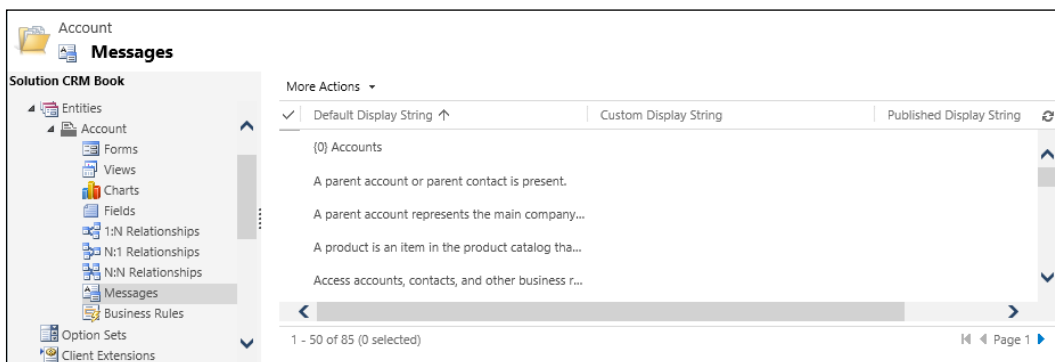 Account
Messages
Solution CRM Book
Entities
Account
Forms
Views
Charts
Fields
1:N Relationships
N:1 Relationships
N:N Relationships
Messages
Business Rules
Option Sets
Client Extensions
More Actions
Default Display String Custom Display String Published Display String
{0} Accounts
A parent account or parent contact is present.
A parent account represents the main company...
A product is an item in the product catalog tha...
Access accounts, contacts, and other business r...
1 - 50 of 85 (0 selected) Page 1